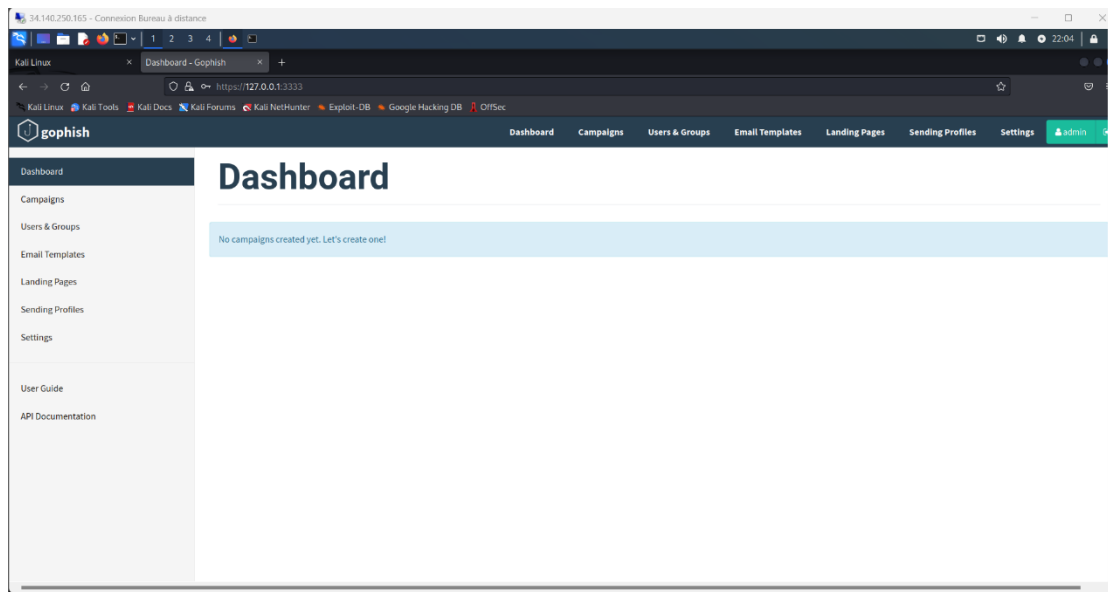 34.140.250.165 - Connexion Bureau à distance
1 2 3 4 22:04
Kali Linux × Dashboard - Gophish × +
https://127.0.0.1:3333
Kali Linux Kali Tools Kali Docs Kali Forums Kali NetHunter Exploit-DB Google Hacking DB OffSec
gophish Dashboard Campaigns Users & Groups Email Templates Landing Pages Sending Profiles Settings admin
Dashboard
Campaigns
Users & Groups
Email Templates
Landing Pages
Sending Profiles
Settings
User Guide
API Documentation
Dashboard
No campaigns created yet. Let's create one!